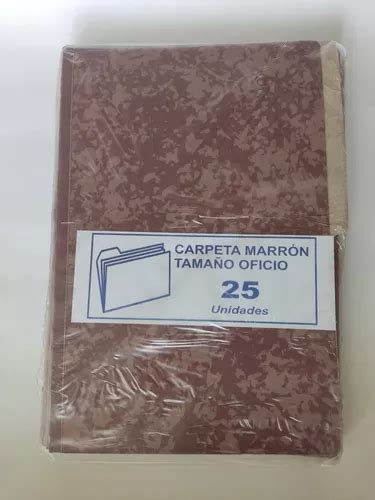 CARPETA MARRÓN
TAMAÑO OFICIO
25
Unidades